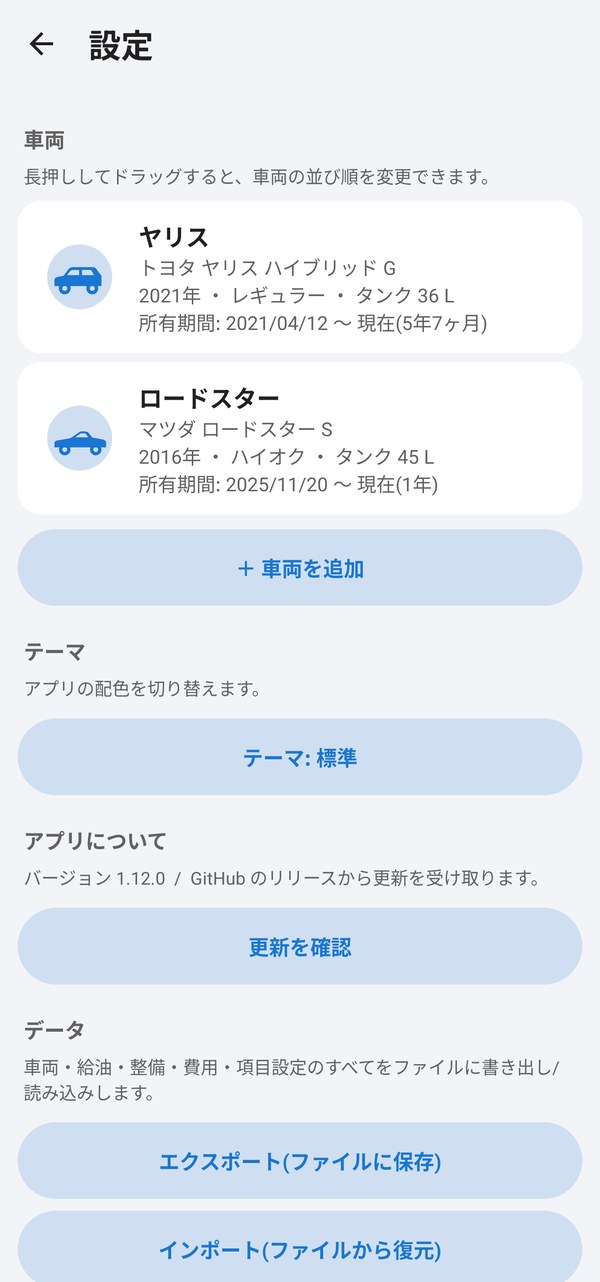 設定
車両
長押ししてドラッグすると、車両の並び順を変更できます。
ヤリス
トヨタ ヤリス ハイブリッド G
2021年 ・ レギュラー ・ タンク 36 L
所有期間: 2021/04/12 〜 現在(5年7ヶ月)
ロードスター
マツダ ロードスター S
2016年 ・ ハイオク ・ タンク 45 L
所有期間: 2025/11/20 〜 現在(1年)
＋ 車両を追加
テーマ
アプリの配色を切り替えます。
テーマ: 標準
アプリについて
バージョン 1.12.0 / GitHub のリリースから更新を受け取ります。
更新を確認
データ
車両・給油・整備・費用・項目設定のすべてをファイルに書き出し/
読み込みします。
エクスポート(ファイルに保存)
インポート(ファイルから復元)